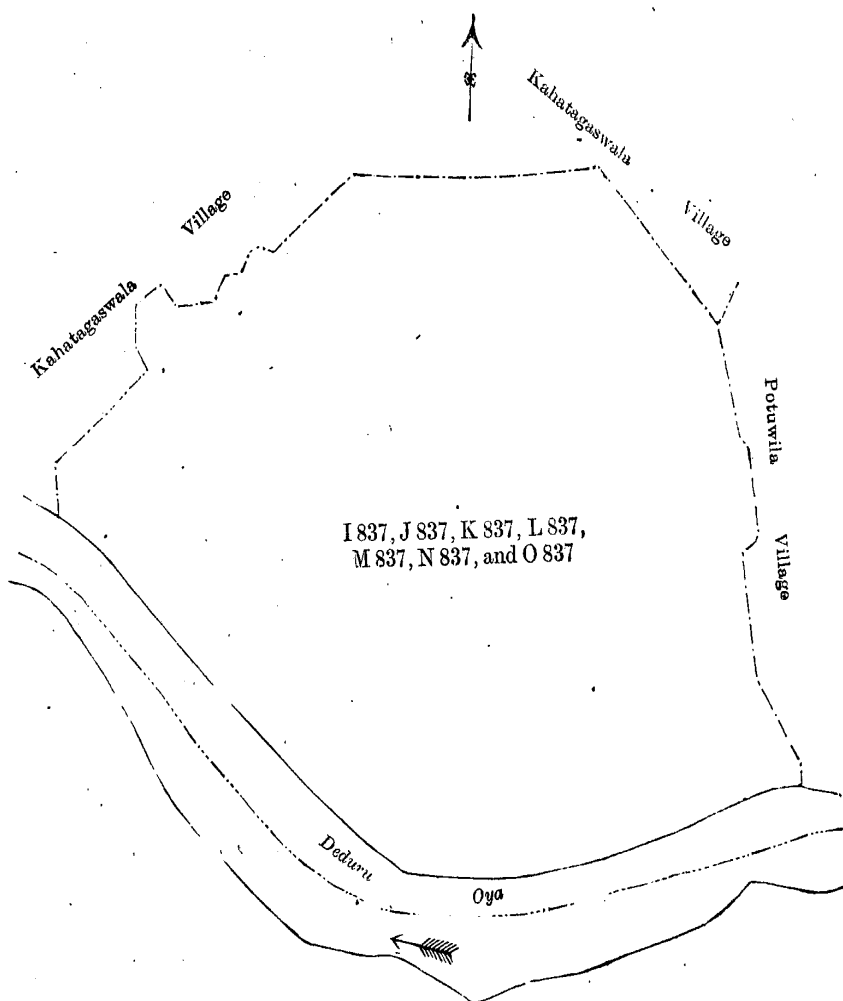 Kahatagaswala
Village
Village
Kahatagaswala
Potuwila
Village
I 837, J 837, K 837, L 837,
M 837, N 837, and O 837
Deduru
Oya